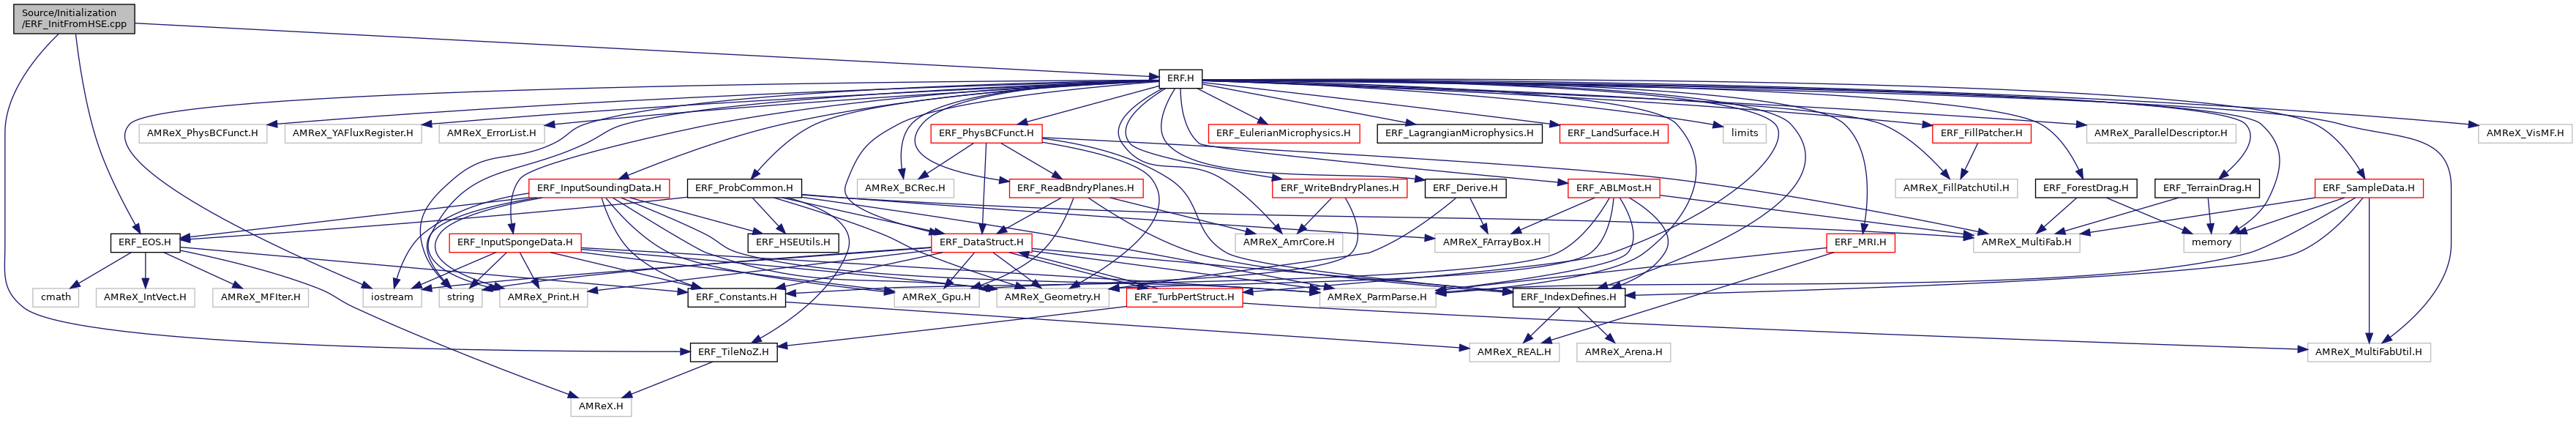 Source/Initialization
/ERF_InitFromHSE.cpp
ERF.H
AMReX_PhysBCFunct.H
AMReX_YAFluxRegister.H
AMReX_ErrorList.H
ERF_PhysBCFunct.H
ERF_EulerianMicrophysics.H
ERF_LagrangianMicrophysics.H
ERF_LandSurface.H
limits
ERF_FillPatcher.H
AMReX_ParallelDescriptor.H
AMReX_VisMF.H
ERF_InputSoundingData.H
ERF_ProbCommon.H
AMReX_BCRec.H
ERF_ReadBndryPlanes.H
ERF_WriteBndryPlanes.H
ERF_Derive.H
ERF_ABLMost.H
AMReX_FillPatchUtil.H
ERF_ForestDrag.H
ERF_TerrainDrag.H
ERF_SampleData.H
ERF_EOS.H
ERF_InputSpongeData.H
ERF_HSEUtils.H
ERF_DataStruct.H
AMReX_AmrCore.H
AMReX_FArrayBox.H
ERF_MRI.H
AMReX_MultiFab.H
memory
cmath
AMReX_IntVect.H
AMReX_MFIter.H
iostream
string
AMReX_Print.H
ERF_Constants.H
AMReX_Gpu.H
AMReX_Geometry.H
ERF_TurbPertStruct.H
AMReX_ParmParse.H
ERF_IndexDefines.H
ERF_TileNoZ.H
AMReX_REAL.H
AMReX_Arena.H
AMReX_MultiFabUtil.H
AMReX.H